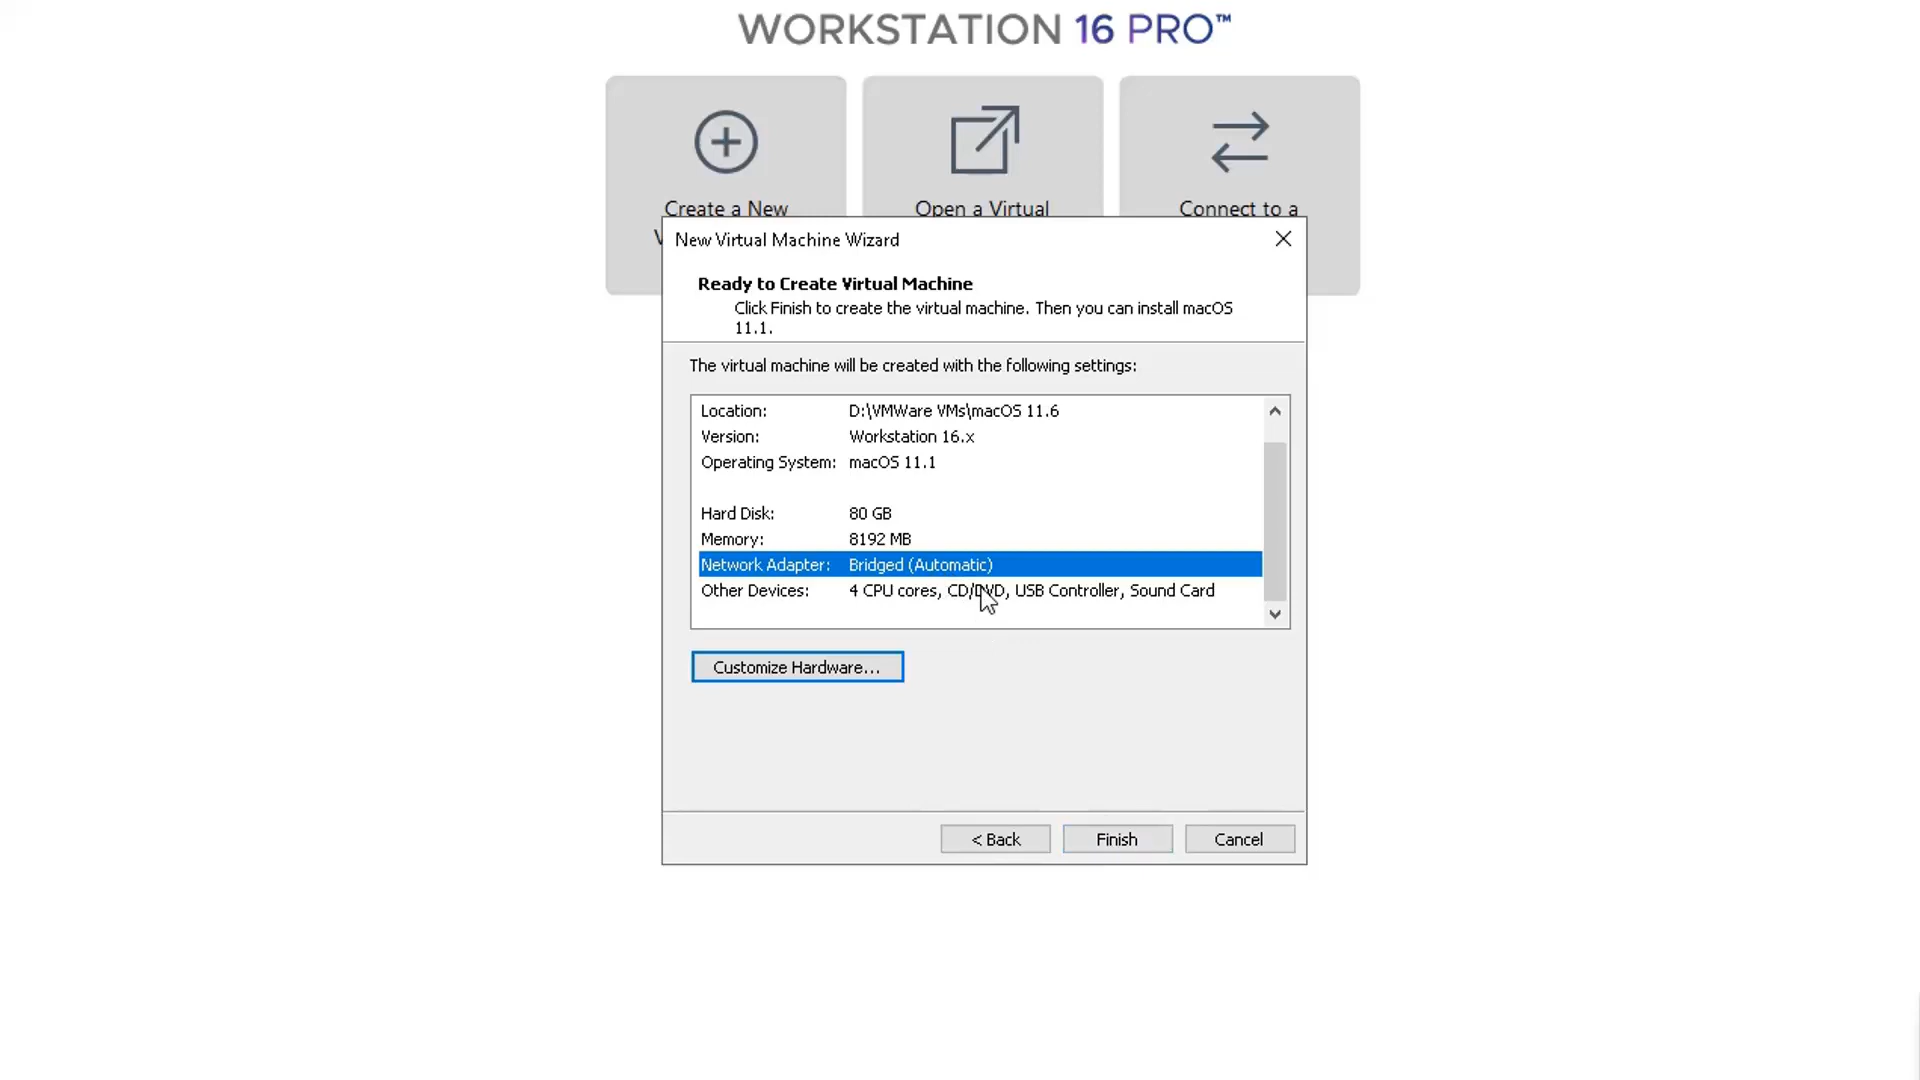 WORKSTATION 16 PRO™
Create a New
Open a Virtual
Connect to a
V
New Virtual Machine Wizard
Ready to Create Virtual Machine
Click Finish to create the virtual machine. Then you can install macOS
11.1.
The virtual machine will be created with the following settings:
Location: D:\VMWare VMs\macOS 11.6
Version: Workstation 16.x
Operating System: macOS 11.1
Hard Disk: 80 GB
Memory: 8192 MB
Network Adapter: Bridged (Automatic)
Other Devices: 4 CPU cores, CD/DVD, USB Controller, Sound Card
Customize Hardware...
< Back
Finish
Cancel